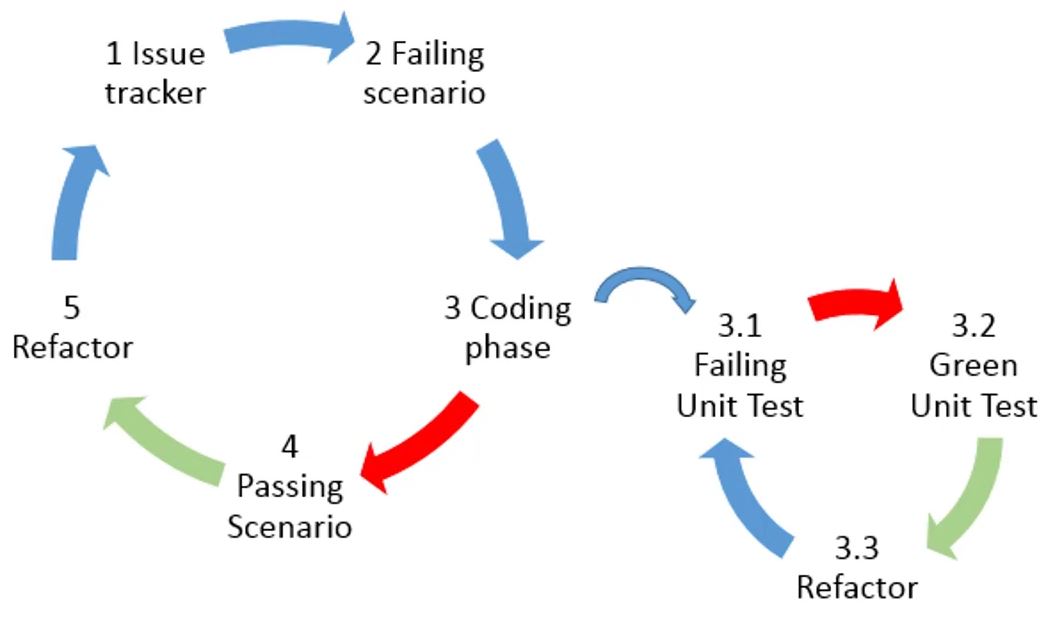 1 Issue
tracker
2 Failing
scenario
3 Coding
phase
4
Passing
Scenario
5
Refactor
3.1
Failing
Unit Test
3.2
Green
Unit Test
3.3
Refactor